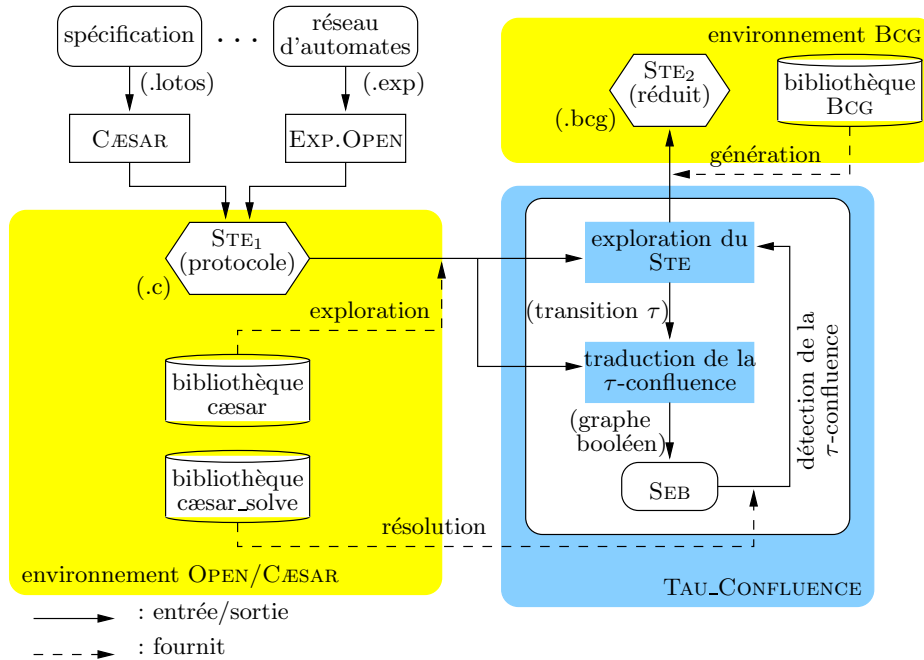 spécification
. . .
réseau
d'automates
(.lotos)
(.exp)
CÆSAR
EXP.OPEN
environnement BCG
STE₂
(réduit)
(.bcg)
bibliothèque
BCG
génération
STE₁
(protocole)
(.c)
exploration
bibliothèque
cæsar
bibliothèque
cæsar_solve
résolution
environnement OPEN/CÆSAR
exploration du
STE
(transition τ)
traduction de la
τ-confluence
(graphe
booléen)
SEB
détection de la
τ-confluence
TAU_CONFLUENCE
: entrée/sortie
: fournit